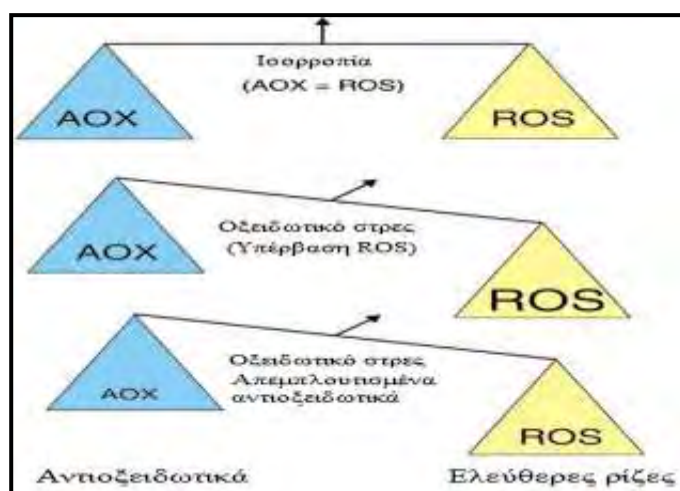 Ισορροπία
(AOX = ROS)
AOX
ROS
Οξειδωτικό στρες
(Υπέρβαση ROS)
AOX
ROS
Οξειδωτικό στρες
Απεμπλουτισμένα
αντιοξειδωτικά
AOX
ROS
Αντιοξειδωτικά
Ελεύθερες ρίζες